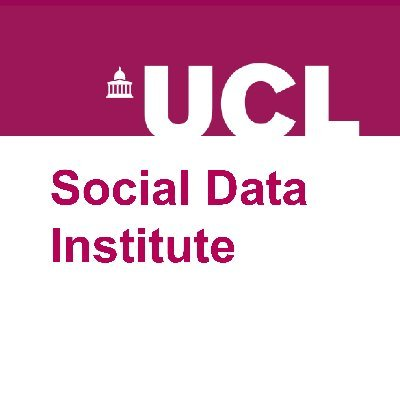 UCL
Social Data
Institute